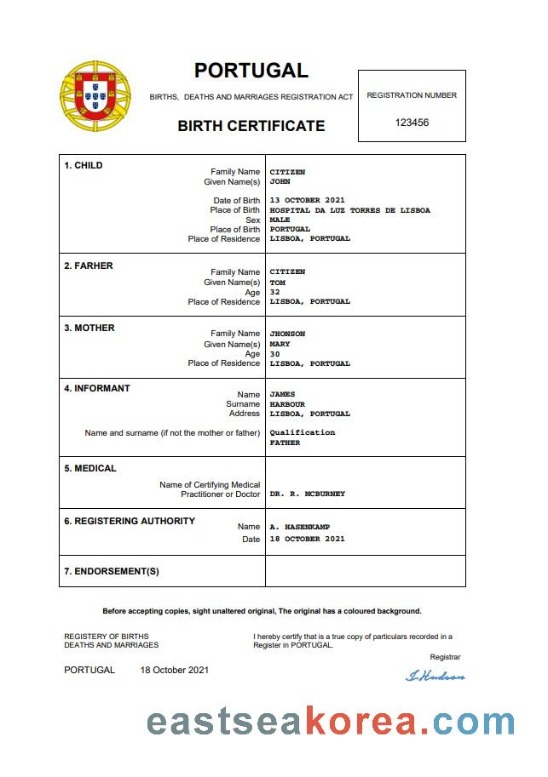 PORTUGAL
BIRTHS, DEATHS AND MARRIAGES REGISTRATION ACT
BIRTH CERTIFICATE
REGISTRATION NUMBER
123456
1. CHILD
Family Name CITIZEN
Given Name(s) JOHN
Date of Birth 13 OCTOBER 2021
Place of Birth HOSPITAL DA LUZ TORRES DE LISBOA
Sex MALE
Place of Birth PORTUGAL
Place of Residence LISBOA, PORTUGAL
2. FARHER
Family Name CITIZEN
Given Name(s) TOM
Age 32
Place of Residence LISBOA, PORTUGAL
3. MOTHER
Family Name JHONSON
Given Name(s) MARY
Age 30
Place of Residence LISBOA, PORTUGAL
4. INFORMANT
Name JAMES
Surname HARBOUR
Address LISBOA, PORTUGAL
Name and surname (if not the mother or father) Qualification
FATHER
5. MEDICAL
Name of Certifying Medical
Practitioner or Doctor DR. R. MCBURNEY
6. REGISTERING AUTHORITY
Name A. HASENKAMP
Date 18 OCTOBER 2021
7. ENDORSEMENT(S)
Before accepting copies, sight unaltered original, The original has a coloured background.
REGISTERY OF BIRTHS
DEATHS AND MARRIAGES
I hereby certify that is a true copy of particulars recorded in a
Register in PORTUGAL.
Registrar
PORTUGAL 18 October 2021
J. Hudson
eastseakorea.com